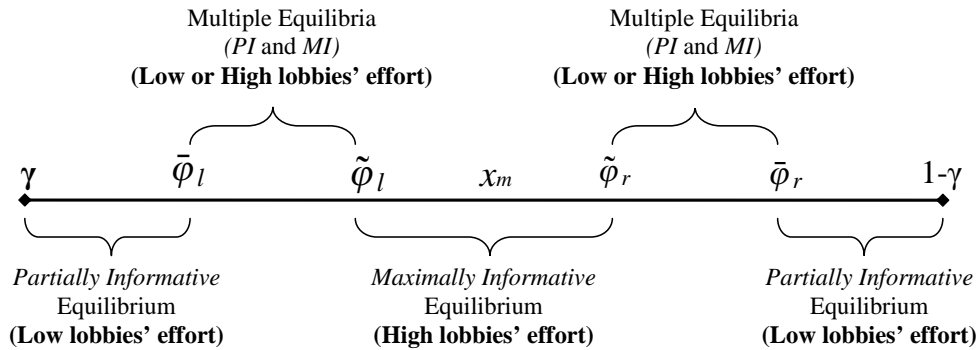 Multiple Equilibria
(PI and MI)
(Low or High lobbies' effort)
Multiple Equilibria
(PI and MI)
(Low or High lobbies' effort)
γ φ̄l φ̃l xm φ̃r φ̄r 1-γ
Partially Informative
Equilibrium
(Low lobbies' effort)
Maximally Informative
Equilibrium
(High lobbies' effort)
Partially Informative
Equilibrium
(Low lobbies' effort)